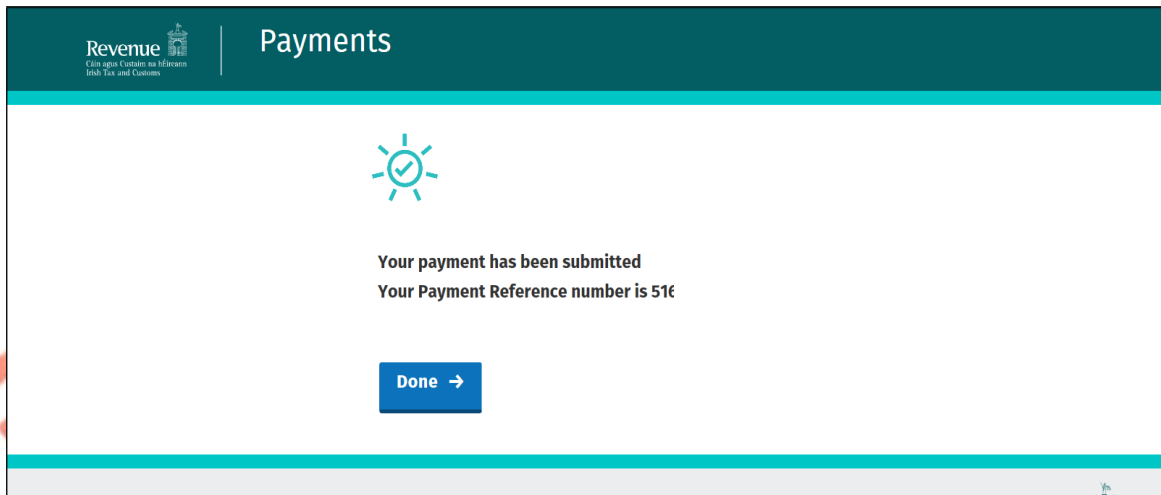 Revenue
Cáin agus Custaim na hÉireann
Irish Tax and Customs
Payments
Your payment has been submitted
Your Payment Reference number is 516
Done →